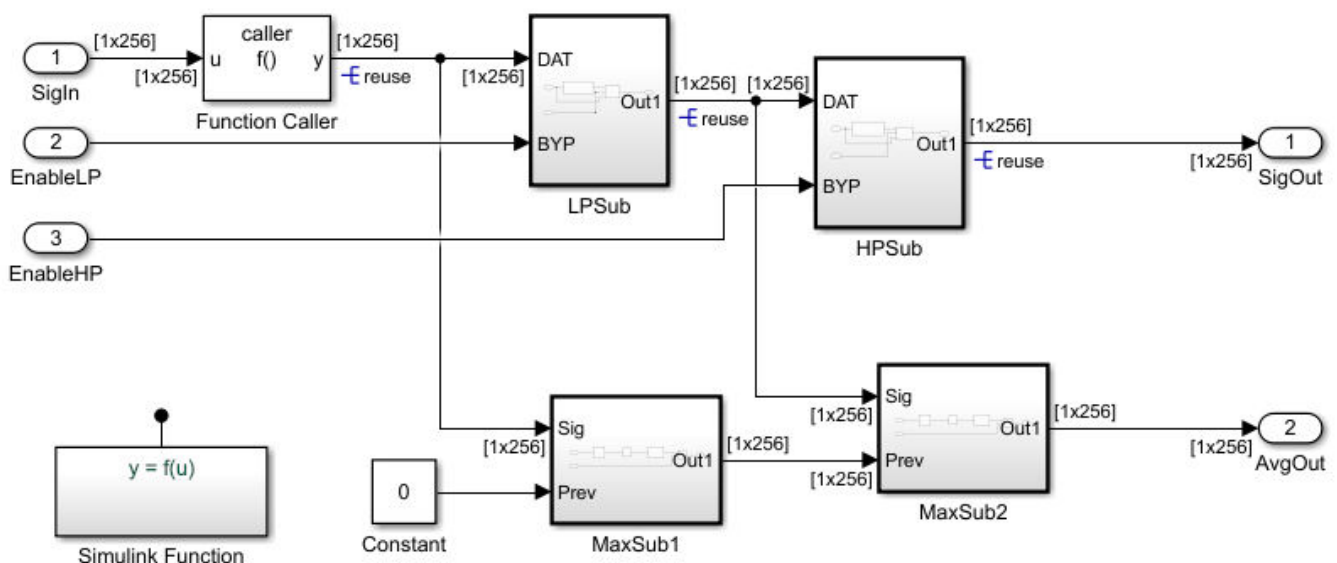 [1x256]
caller
[1x256]
1
u
f()
y
DAT
[1x256]
[1x256]
reuse
[1x256]
[1x256]
[1x256]
SigIn
Function Caller
Out1
DAT
reuse
[1x256]
2
BYP
Out1
1
EnableLP
reuse
[1x256]
SigOut
BYP
LPSub
3
HPSub
EnableHP
Sig
[1x256]
[1x256]
Sig
Out1
2
y = f(u)
[1x256]
[1x256]
[1x256]
Out1
Prev
AvgOut
0
Prev
[1x256]
MaxSub2
Constant
MaxSub1
Simulink Function